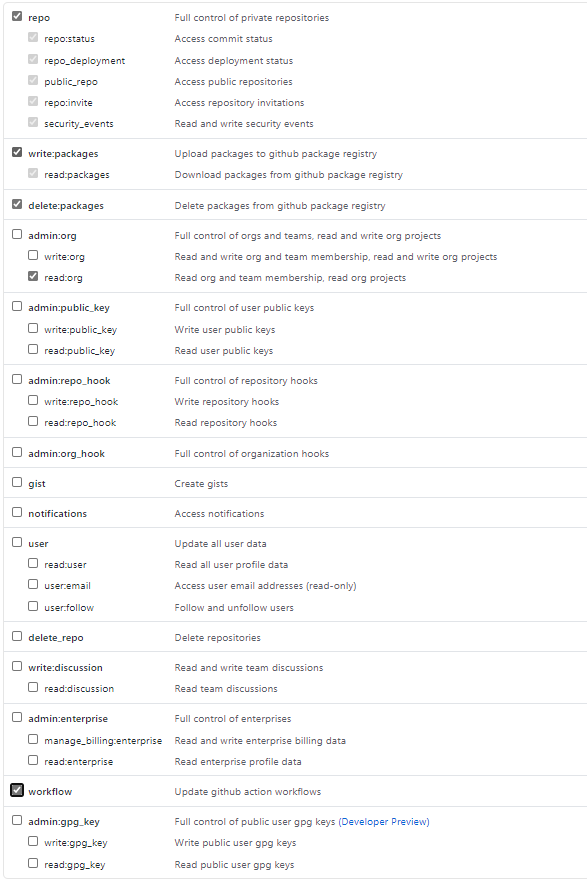 repo Full control of private repositories
repo:status Access commit status
repo_deployment Access deployment status
public_repo Access public repositories
repo:invite Access repository invitations
security_events Read and write security events
write:packages Upload packages to github package registry
read:packages Download packages from github package registry
delete:packages Delete packages from github package registry
admin:org Full control of orgs and teams, read and write org projects
write:org Read and write org and team membership, read and write org projects
read:org Read org and team membership, read org projects
admin:public_key Full control of user public keys
write:public_key Write user public keys
read:public_key Read user public keys
admin:repo_hook Full control of repository hooks
write:repo_hook Write repository hooks
read:repo_hook Read repository hooks
admin:org_hook Full control of organization hooks
gist Create gists
notifications Access notifications
user Update all user data
read:user Read all user profile data
user:email Access user email addresses (read-only)
user:follow Follow and unfollow users
delete_repo Delete repositories
write:discussion Read and write team discussions
read:discussion Read team discussions
admin:enterprise Full control of enterprises
manage_billing:enterprise Read and write enterprise billing data
read:enterprise Read enterprise profile data
workflow Update github action workflows
admin:gpg_key Full control of public user gpg keys (Developer Preview)
write:gpg_key Write public user gpg keys
read:gpg_key Read public user gpg keys